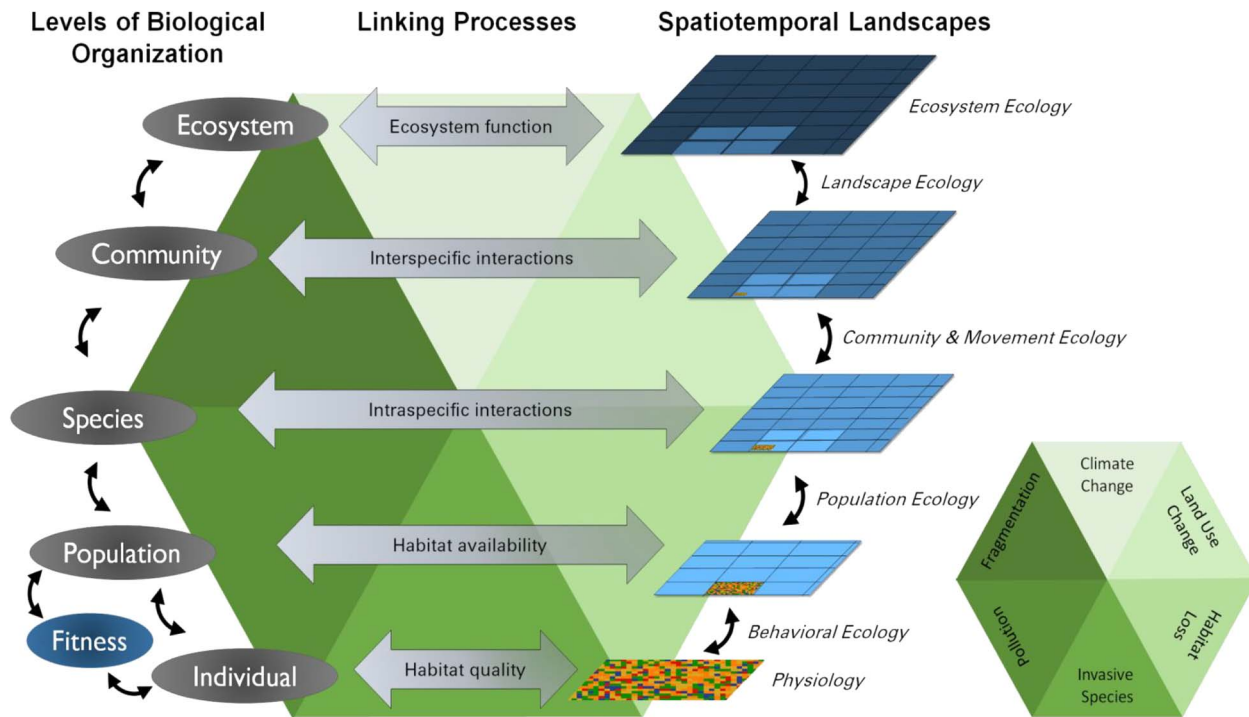 Levels of Biological
Organization
Linking Processes
Spatiotemporal Landscapes
Ecosystem
Ecosystem function
Ecosystem Ecology
Landscape Ecology
Community
Interspecific interactions
Community & Movement Ecology
Species
Intraspecific interactions
Population Ecology
Population
Habitat availability
Behavioral Ecology
Fitness
Individual
Habitat quality
Physiology
Climate
Change
Land Use
Change
Habitat
Loss
Invasive
Species
Pollution
Fragmentation